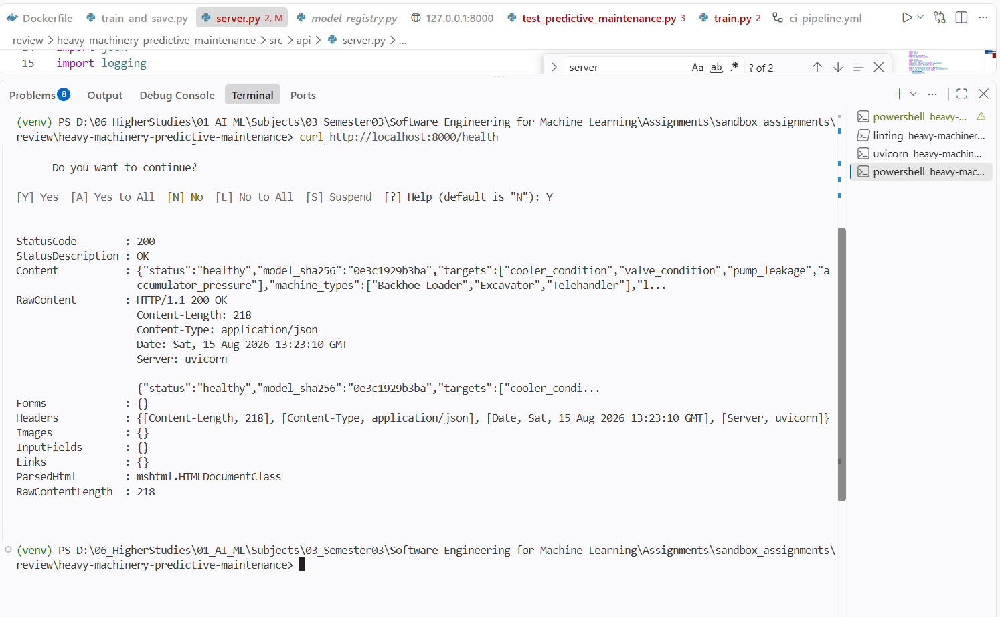 Dockerfile train_and_save.py server.py 2, M model_registry.py 127.0.0.1:8000 test_predictive_maintenance.py 3 train.py 2 ci_pipeline.yml
review > heavy-machinery-predictive-maintenance > src > api > server.py > ...
14 import json
15 import logging
server Aa ab .* ? of 2
Problems 8 Output Debug Console Terminal Ports
(venv) PS D:\06_HigherStudies\01_AI_ML\Subjects\03_Semester03\Software Engineering for Machine Learning\Assignments\sandbox_assignments\
review\heavy-machinery-predictive-maintenance> curl http://localhost:8000/health
Do you want to continue?
[Y] Yes [A] Yes to All [N] No [L] No to All [S] Suspend [?] Help (default is "N"): Y
StatusCode : 200
StatusDescription : OK
Content : {"status":"healthy","model_sha256":"0e3c1929b3ba","targets":["cooler_condition","valve_condition","pump_leakage","a
ccumulator_pressure"],"machine_types":["Backhoe Loader","Excavator","Telehandler"],"l...
RawContent : HTTP/1.1 200 OK
Content-Length: 218
Content-Type: application/json
Date: Sat, 15 Aug 2026 13:23:10 GMT
Server: uvicorn
{"status":"healthy","model_sha256":"0e3c1929b3ba","targets":["cooler_condi...
Forms : {}
Headers : {[Content-Length, 218], [Content-Type, application/json], [Date, Sat, 15 Aug 2026 13:23:10 GMT], [Server, uvicorn]}
Images : {}
InputFields : {}
Links : {}
ParsedHtml : mshtml.HTMLDocumentClass
RawContentLength : 218
(venv) PS D:\06_HigherStudies\01_AI_ML\Subjects\03_Semester03\Software Engineering for Machine Learning\Assignments\sandbox_assignments\
review\heavy-machinery-predictive-maintenance>
powershell heavy-...
linting heavy-machiner...
uvicorn heavy-machin...
powershell heavy-mac...